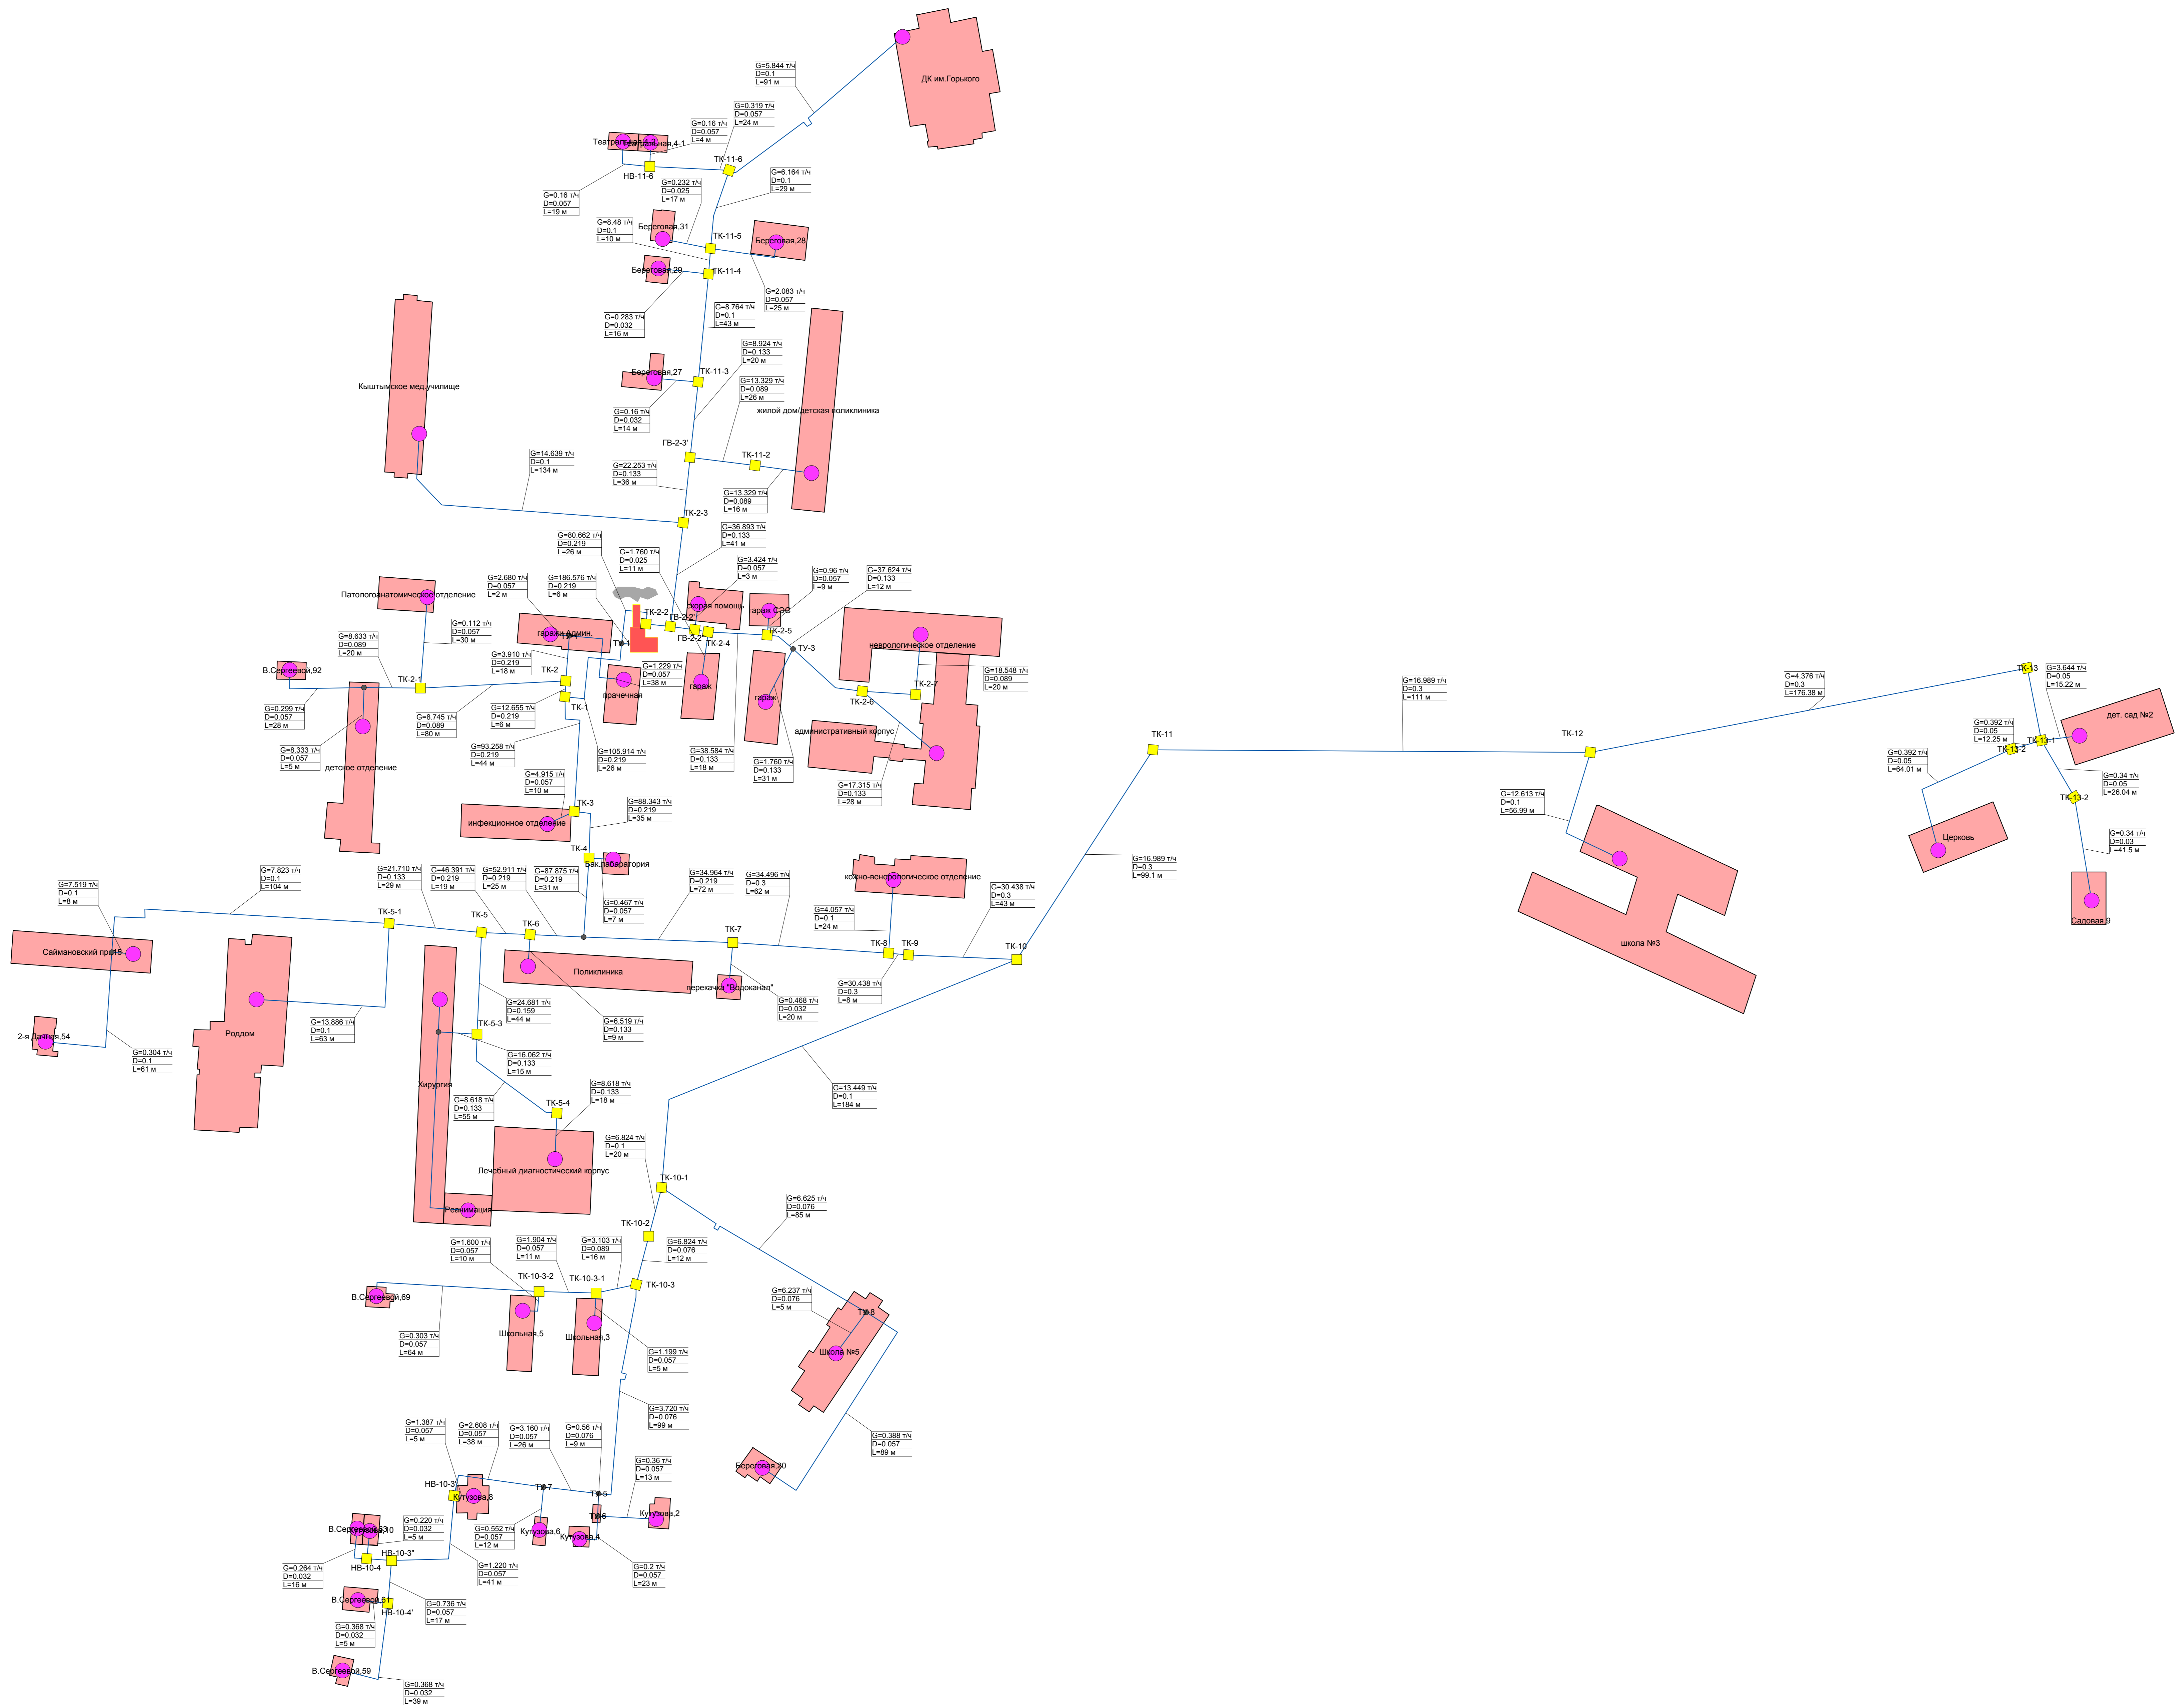 ДК им.Горького
G=5.844 т/ч
D=0.1
L=91 м
G=0.319 т/ч
D=0.057
L=24 м
G=0.16 т/ч
D=0.057
L=4 м
Театральная,4-1
ТК-11-6
НВ-11-6
G=0.16 т/ч
D=0.057
L=19 м
G=0.232 т/ч
D=0.025
L=17 м
G=6.164 т/ч
D=0.1
L=29 м
G=8.48 т/ч
D=0.1
L=10 м
Береговая,31
ТК-11-5
Береговая,28
Береговая,29
ТК-11-4
G=2.083 т/ч
D=0.057
L=25 м
G=0.283 т/ч
D=0.032
L=16 м
G=8.764 т/ч
D=0.1
L=43 м
G=8.924 т/ч
D=0.133
L=20 м
Береговая,27
ТК-11-3
G=13.329 т/ч
D=0.089
L=26 м
Кыштымское мед.училище
жилой дом/детская поликлиника
G=0.16 т/ч
D=0.032
L=14 м
ГВ-2-3'
ТК-11-2
G=14.639 т/ч
D=0.1
L=134 м
G=22.253 т/ч
D=0.133
L=36 м
G=13.329 т/ч
D=0.089
L=16 м
ТК-2-3
G=36.893 т/ч
D=0.133
L=41 м
G=80.662 т/ч
D=0.219
L=26 м
G=1.760 т/ч
D=0.025
L=11 м
G=3.424 т/ч
D=0.057
L=3 м
G=0.96 т/ч
D=0.057
L=9 м
G=37.624 т/ч
D=0.133
L=12 м
G=2.680 т/ч
D=0.057
L=2 м
G=186.576 т/ч
D=0.219
L=6 м
Патологоанатомическое отделение
скорая помощь
гараж СЭС
ТК-2-2
ГВ-2-2'
ТК-2-5
G=0.112 т/ч
D=0.057
L=30 м
гаражи Админ.
ГВ-2-2"
ТК-2-4
ТУ-3
неврологическое отделение
G=8.633 т/ч
D=0.089
L=20 м
G=3.910 т/ч
D=0.219
L=18 м
В.Сергеевой,92
ТК-2-1
ТК-2
G=1.229 т/ч
D=0.057
L=38 м
прачечная
гараж
гараж
ТК-2-7
G=18.548 т/ч
D=0.089
L=20 м
ТК-2-6
G=0.299 т/ч
D=0.057
L=28 м
G=8.745 т/ч
D=0.089
L=80 м
G=12.655 т/ч
D=0.219
L=6 м
ТК-1
G=16.989 т/ч
D=0.3
L=111 м
G=4.376 т/ч
D=0.3
L=176.38 м
ТК-13
G=3.644 т/ч
D=0.05
L=15.22 м
дет. сад №2
G=0.392 т/ч
D=0.05
L=12.25 м
ТК-13-1
ТК-13-2
G=0.392 т/ч
D=0.05
L=64.01 м
административный корпус
ТК-11
ТК-12
G=8.333 т/ч
D=0.057
L=5 м
детское отделение
G=93.258 т/ч
D=0.219
L=44 м
G=105.914 т/ч
D=0.219
L=26 м
G=38.584 т/ч
D=0.133
L=18 м
G=1.760 т/ч
D=0.133
L=31 м
G=17.315 т/ч
D=0.133
L=28 м
G=0.34 т/ч
D=0.05
L=26.04 м
ТК-13-2
G=4.915 т/ч
D=0.057
L=10 м
G=12.613 т/ч
D=0.1
L=56.99 м
инфекционное отделение
ТК-3
G=88.343 т/ч
D=0.219
L=35 м
G=0.34 т/ч
D=0.03
L=41.5 м
Церковь
ТК-4
Бак.лаборатория
G=16.989 т/ч
D=0.3
L=99.1 м
G=7.823 т/ч
D=0.1
L=104 м
G=21.710 т/ч
D=0.133
L=29 м
G=46.391 т/ч
D=0.219
L=19 м
G=52.911 т/ч
D=0.219
L=25 м
G=87.875 т/ч
D=0.219
L=31 м
G=34.964 т/ч
D=0.219
L=72 м
G=34.496 т/ч
D=0.3
L=62 м
кожно-венерологическое отделение
G=7.519 т/ч
D=0.1
L=8 м
G=0.467 т/ч
D=0.057
L=7 м
G=4.057 т/ч
D=0.1
L=24 м
G=30.438 т/ч
D=0.3
L=43 м
Садовая,9
ТК-5-1
ТК-5
ТК-6
ТК-7
ТК-8
ТК-9
ТК-10
школа №3
Поликлиника
перекачка "Водоканал"
G=30.438 т/ч
D=0.3
L=8 м
G=24.681 т/ч
D=0.159
L=44 м
G=0.468 т/ч
D=0.032
L=20 м
G=13.886 т/ч
D=0.1
L=63 м
G=6.519 т/ч
D=0.133
L=9 м
Роддом
2-я Дачная,54
ТК-5-3
G=0.304 т/ч
D=0.1
L=61 м
G=16.062 т/ч
D=0.133
L=15 м
Хирургия
G=8.618 т/ч
D=0.133
L=18 м
G=8.618 т/ч
D=0.133
L=55 м
ТК-5-4
G=13.449 т/ч
D=0.1
L=184 м
G=6.824 т/ч
D=0.1
L=20 м
Лечебный диагностический корпус
ТК-10-1
Реанимация
G=6.625 т/ч
D=0.076
L=85 м
ТК-10-2
G=1.600 т/ч
D=0.057
L=10 м
G=1.904 т/ч
D=0.057
L=11 м
G=3.103 т/ч
D=0.089
L=16 м
G=6.824 т/ч
D=0.076
L=12 м
ТК-10-3-2
ТК-10-3-1
ТК-10-3
В.Сергеевой,69
G=6.237 т/ч
D=0.076
L=5 м
ТУ-8
Школьная,5
Школьная,3
G=0.303 т/ч
D=0.057
L=64 м
G=1.199 т/ч
D=0.057
L=5 м
Школа №5
G=3.720 т/ч
D=0.076
L=99 м
G=1.387 т/ч
D=0.057
L=5 м
G=2.608 т/ч
D=0.057
L=38 м
G=3.160 т/ч
D=0.057
L=26 м
G=0.56 т/ч
D=0.076
L=9 м
G=0.388 т/ч
D=0.057
L=89 м
G=0.36 т/ч
D=0.057
L=13 м
Береговая,20
НВ-10-3'
ТУ-7
ТУ-5
Кутузова,8
ТУ-6
Кутузова,2
G=0.220 т/ч
D=0.032
L=5 м
G=0.552 т/ч
D=0.057
L=12 м
Кутузова,6
Кутузова,4
НВ-10-3"
НВ-10-4
G=0.264 т/ч
D=0.032
L=16 м
G=1.220 т/ч
D=0.057
L=41 м
G=0.2 т/ч
D=0.057
L=23 м
В.Сергеевой,61
НВ-10-4'
G=0.736 т/ч
D=0.057
L=17 м
G=0.368 т/ч
D=0.032
L=5 м
В.Сергеевой,59
G=0.368 т/ч
D=0.032
L=39 м